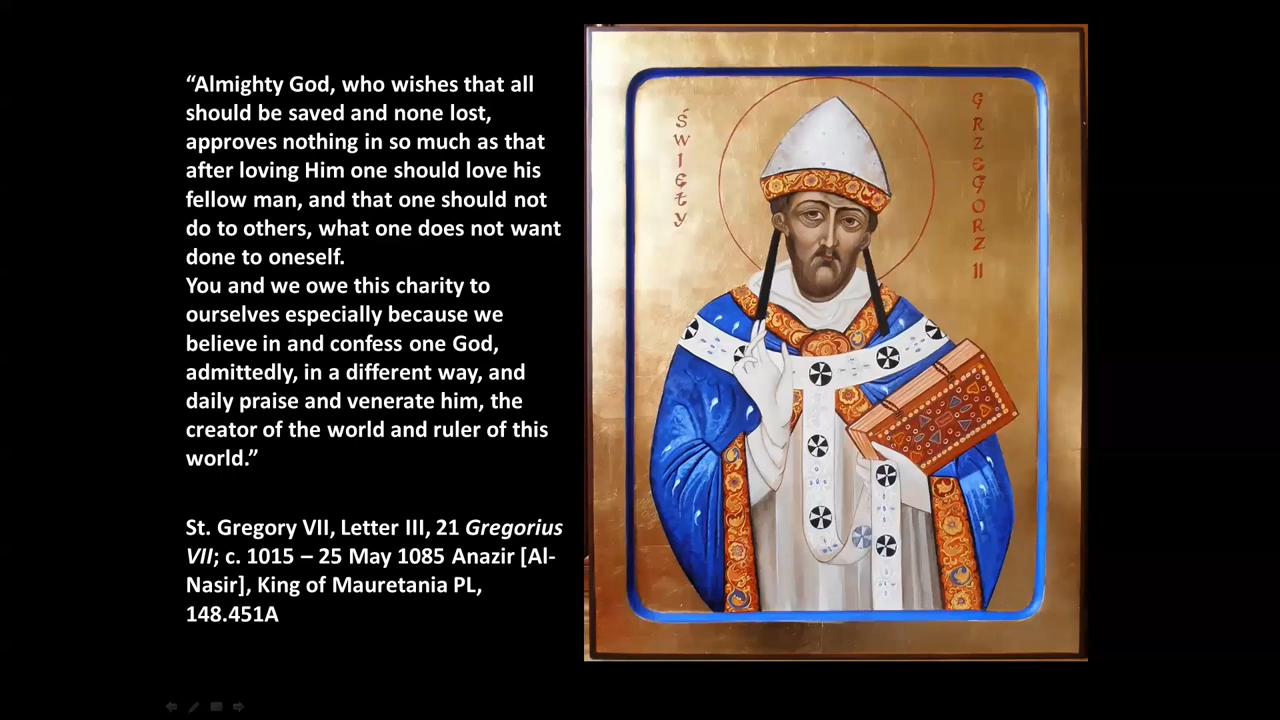 “Almighty God, who wishes that all
should be saved and none lost,
approves nothing in so much as that
after loving Him one should love his
fellow man, and that one should not
do to others, what one does not want
done to oneself.
You and we owe this charity to
ourselves especially because we
believe in and confess one God,
admittedly, in a different way, and
daily praise and venerate him, the
creator of the world and ruler of this
world.”
St. Gregory VII, Letter III, 21 Gregorius
VII; c. 1015 – 25 May 1085 Anazir [Al-
Nasir], King of Mauretania PL,
148.451A
ŚWIĘTY
GRZEGORZ II